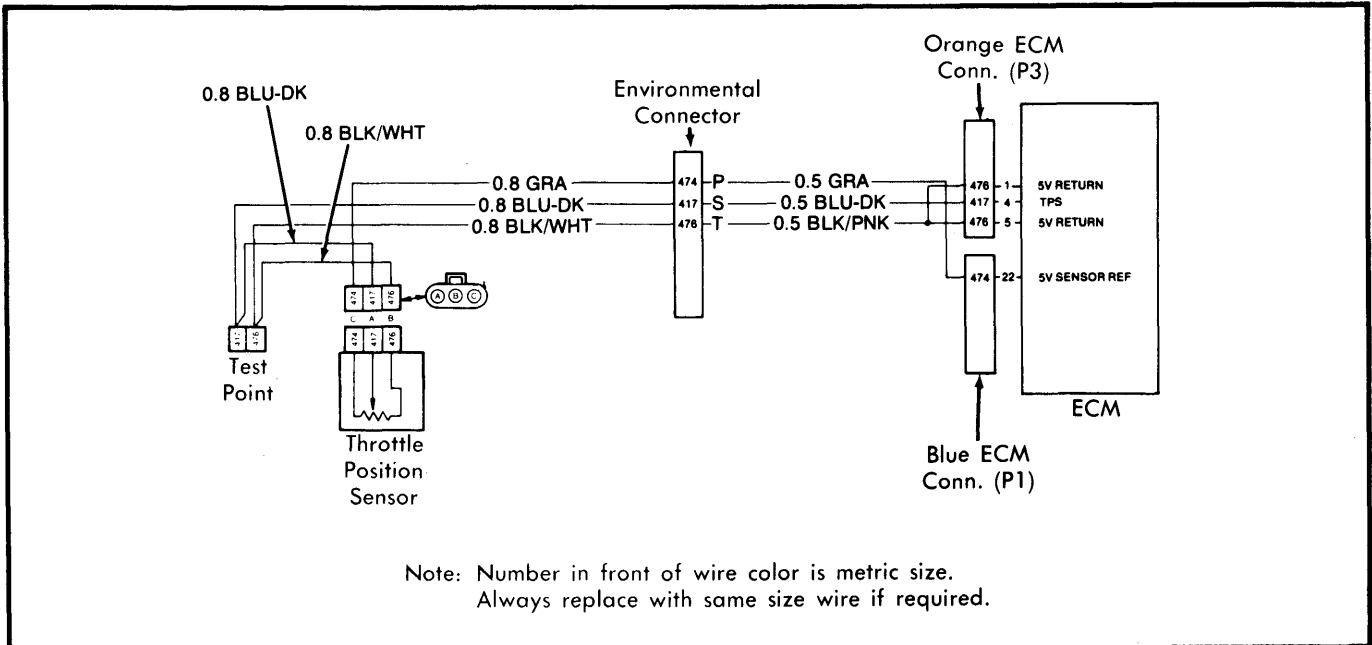 Orange ECM
Conn. (P3)
0.8 BLU-DK
Environmental
Connector
0.8 BLK/WHT
0.8 GRA
474
P
0.5 GRA
476
1
5V RETURN
0.8 BLU-DK
417
S
0.5 BLU-DK
417
4
TPS
0.8 BLK/WHT
476
T
0.5 BLK/PNK
476
5
5V RETURN
474
22
5V SENSOR REF
474
417
476
A
B
C
C
A
B
417
476
474
417
476
Test
Point
ECM
Throttle
Position
Sensor
Blue ECM
Conn. (P1)
Note: Number in front of wire color is metric size.
Always replace with same size wire if required.